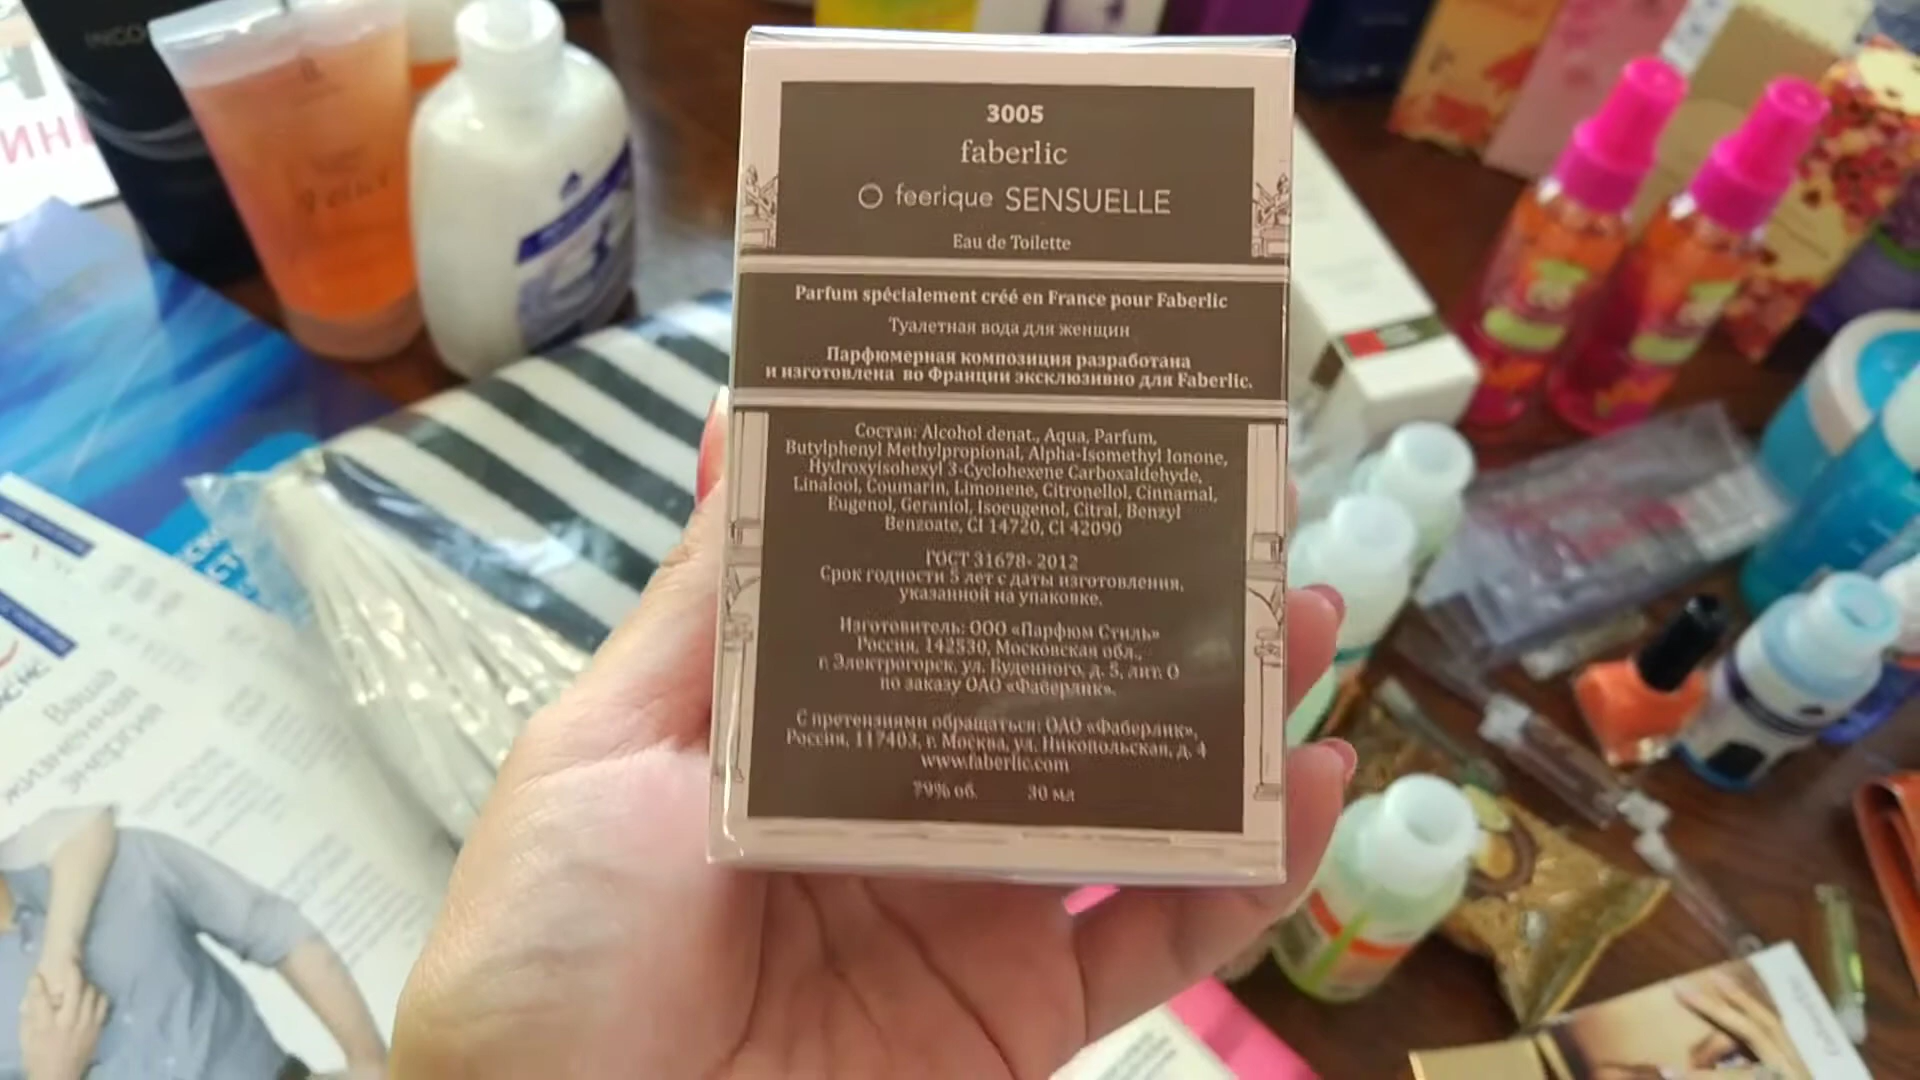 3005
faberlic
feerique SENSUELLE
Eau de Toilette
Parfum spécialement créé en France pour Faberlic
Туалетная вода для женщин
Парфюмерная композиция разработана
и изготовлена во Франции эксклюзивно для Faberlic.
Состав: Alcohol denat., Aqua, Parfum,
Butylphenyl Methylpropional, Alpha-Isomethyl Ionone,
Hydroxyisohexyl 3-Cyclohexene Carboxaldehyde,
Linalool, Coumarin, Limonene, Citronellol, Cinnamal,
Eugenol, Geraniol, Isoeugenol, Citral, Benzyl
Benzoate, CI 14720, CI 42090
ГОСТ 31678-2012
Срок годности 5 лет с даты изготовления,
указанной на упаковке.
Изготовитель: ООО «Парфюм Стиль»
Россия, 142530, Московская обл.,
г. Электрогорск, ул. Буденного, д. 5, лит. О
по заказу ОАО «Фаберлик».
С претензиями обращаться: ОАО «Фаберлик»,
Россия, 117403, г. Москва, ул. Никопольская, д. 4
www.faberlic.com
79% об. 30 мл
Ваша
жизненная
энергия